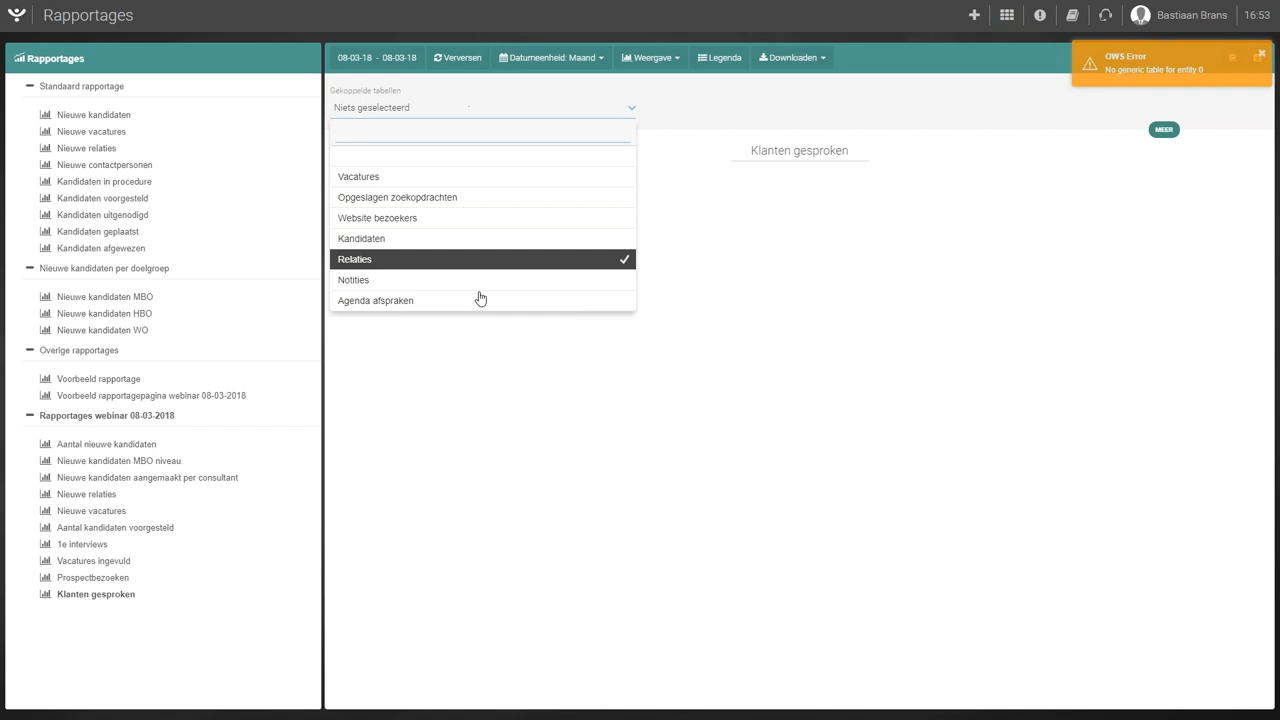 Rapportages
Bastiaan Brans
16:53
Rapportages
08-03-18 - 08-03-18
Verversen
Datumeenheid: Maand
Weergave
Legenda
Downloaden
OWS Error
No generic table for entity 0
Standaard rapportage
Nieuwe kandidaten
Nieuwe vacatures
Nieuwe relaties
Nieuwe contactpersonen
Kandidaten in procedure
Kandidaten voorgesteld
Kandidaten uitgenodigd
Kandidaten geplaatst
Kandidaten afgewezen
Nieuwe kandidaten per doelgroep
Nieuwe kandidaten MBO
Nieuwe kandidaten HBO
Nieuwe kandidaten WO
Overige rapportages
Voorbeeld rapportage
Voorbeeld rapportagepagina webinar 08-03-2018
Rapportages webinar 08-03-2018
Aantal nieuwe kandidaten
Nieuwe kandidaten MBO niveau
Nieuwe kandidaten aangemaakt per consultant
Nieuwe relaties
Nieuwe vacatures
Aantal kandidaten voorgesteld
1e interviews
Vacatures ingevuld
Prospectbezoeken
Klanten gesproken
Gekoppelde tabellen
Niets geselecteerd
Vacatures
Opgeslagen zoekopdrachten
Website bezoekers
Kandidaten
Relaties
Notities
Agenda afspraken
MEER
Klanten gesproken